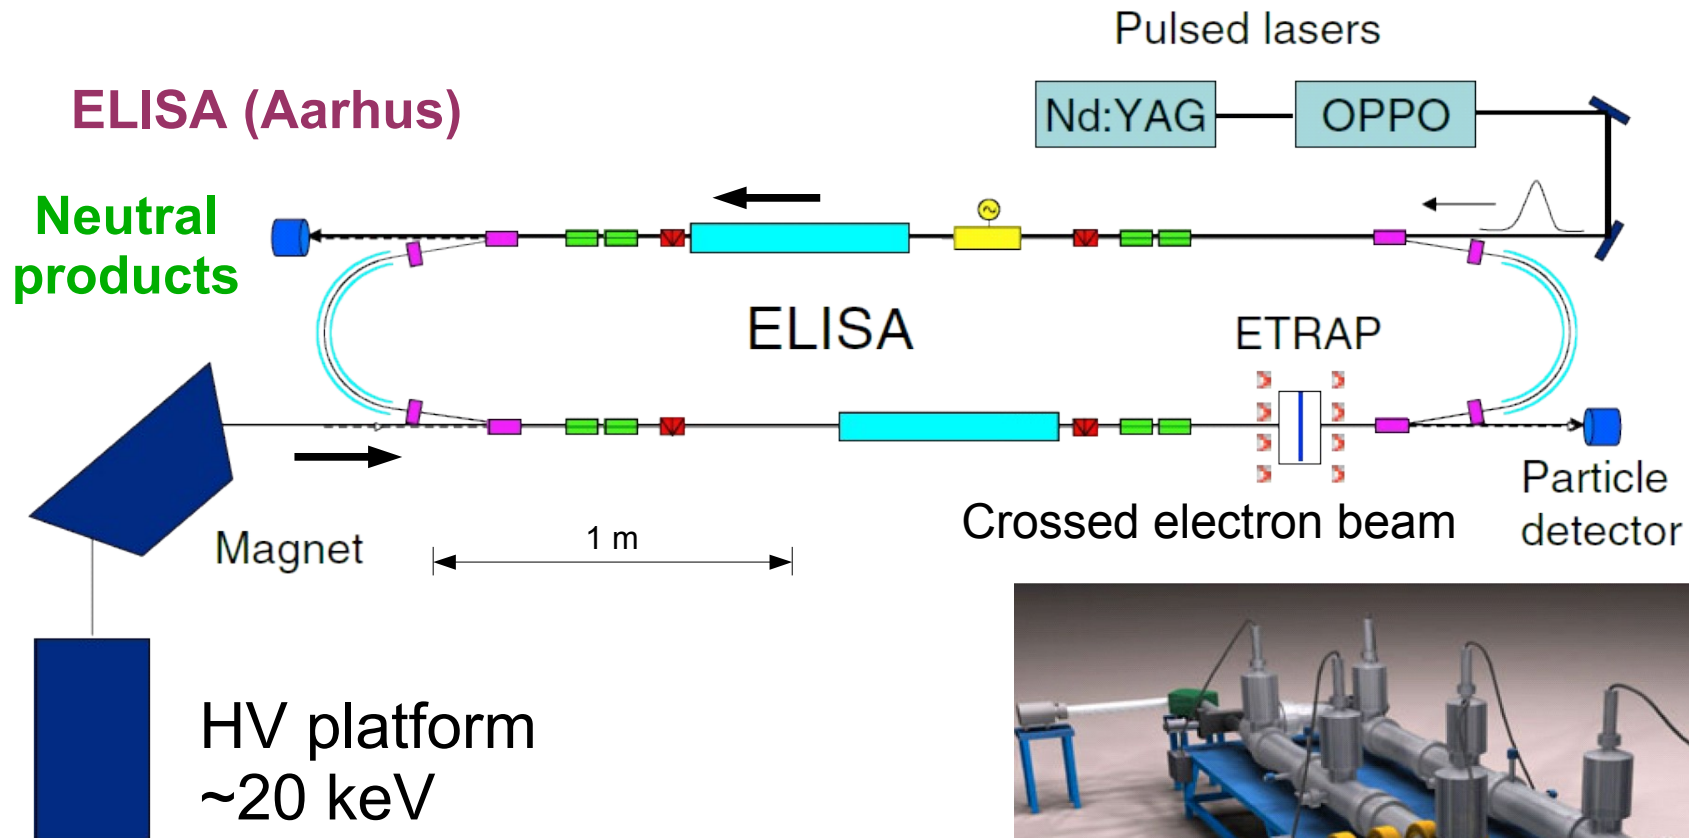 Pulsed lasers
ELISA (Aarhus)
Nd:YAG
OPPO
Neutral
products
ELISA
ETRAP
Particle
detector
Crossed electron beam
Magnet
1 m
HV platform
~20 keV